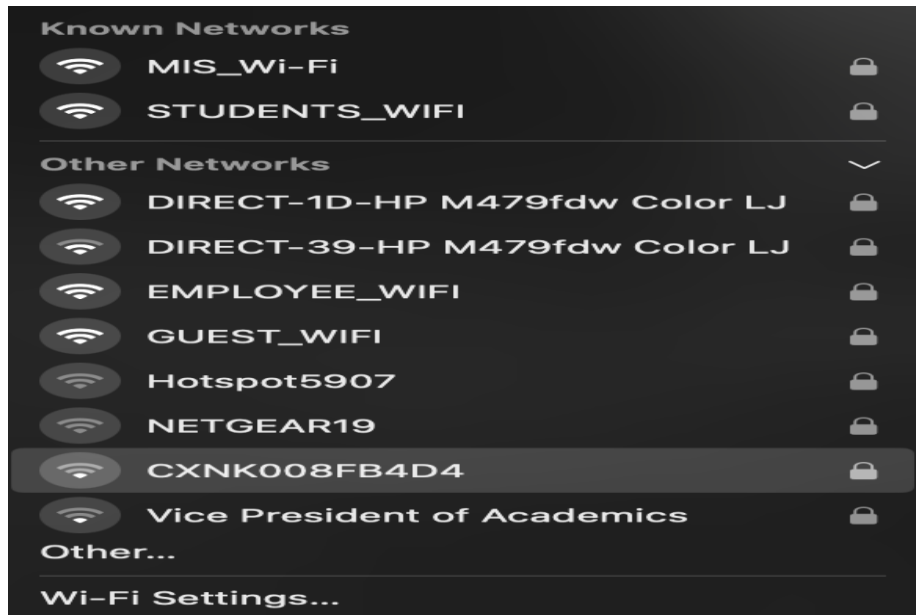 Known Networks
MIS_Wi-Fi
STUDENTS_WIFI
Other Networks
DIRECT-1D-HP M479fdw Color LJ
DIRECT-39-HP M479fdw Color LJ
EMPLOYEE_WIFI
GUEST_WIFI
Hotspot5907
NETGEAR19
CXNK008FB4D4
Vice President of Academics
Other...
Wi-Fi Settings...